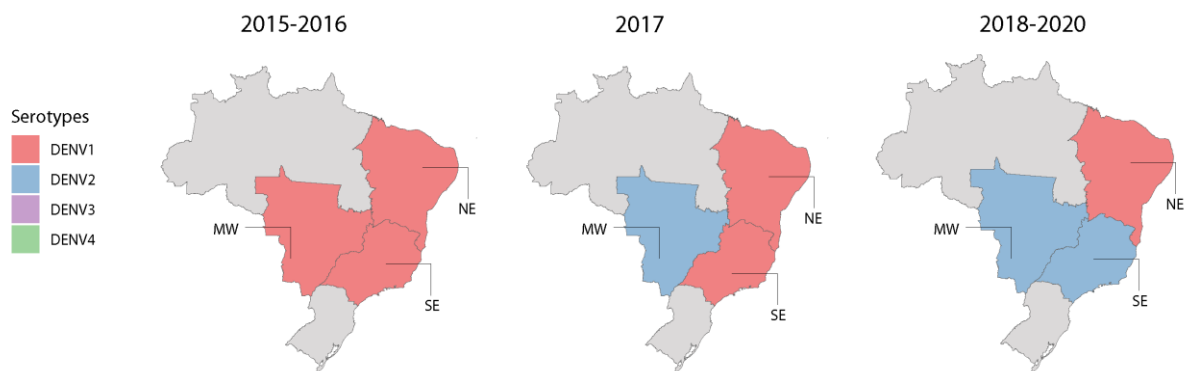 2015-2016
2017
2018-2020
Serotypes
DENV1
DENV2
DENV3
DENV4
NE
MW
SE
NE
MW
SE
NE
MW
SE